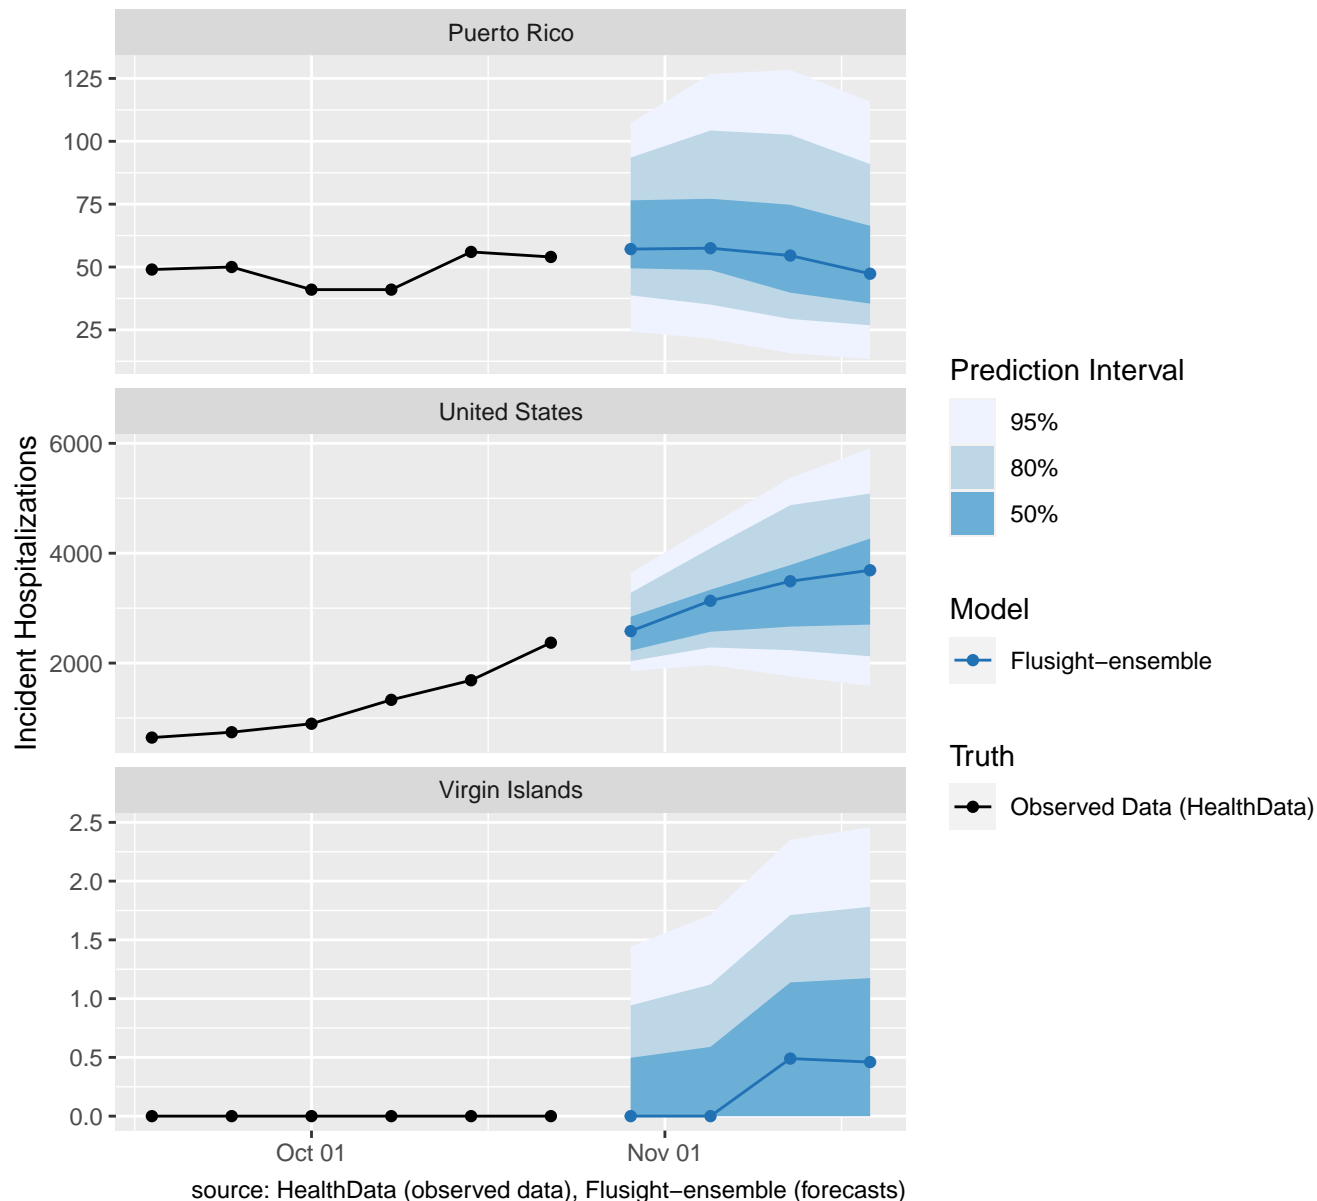 Puerto Rico
125
100
75
50
25
United States
6000
4000
2000
Virgin Islands
2.5
2.0
1.5
1.0
0.5
0.0
Oct 01
Nov 01
Incident Hospitalizations
source: HealthData (observed data), Flusight−ensemble (forecasts)
Prediction Interval
95%
80%
50%
Model
Flusight−ensemble
Truth
Observed Data (HealthData)